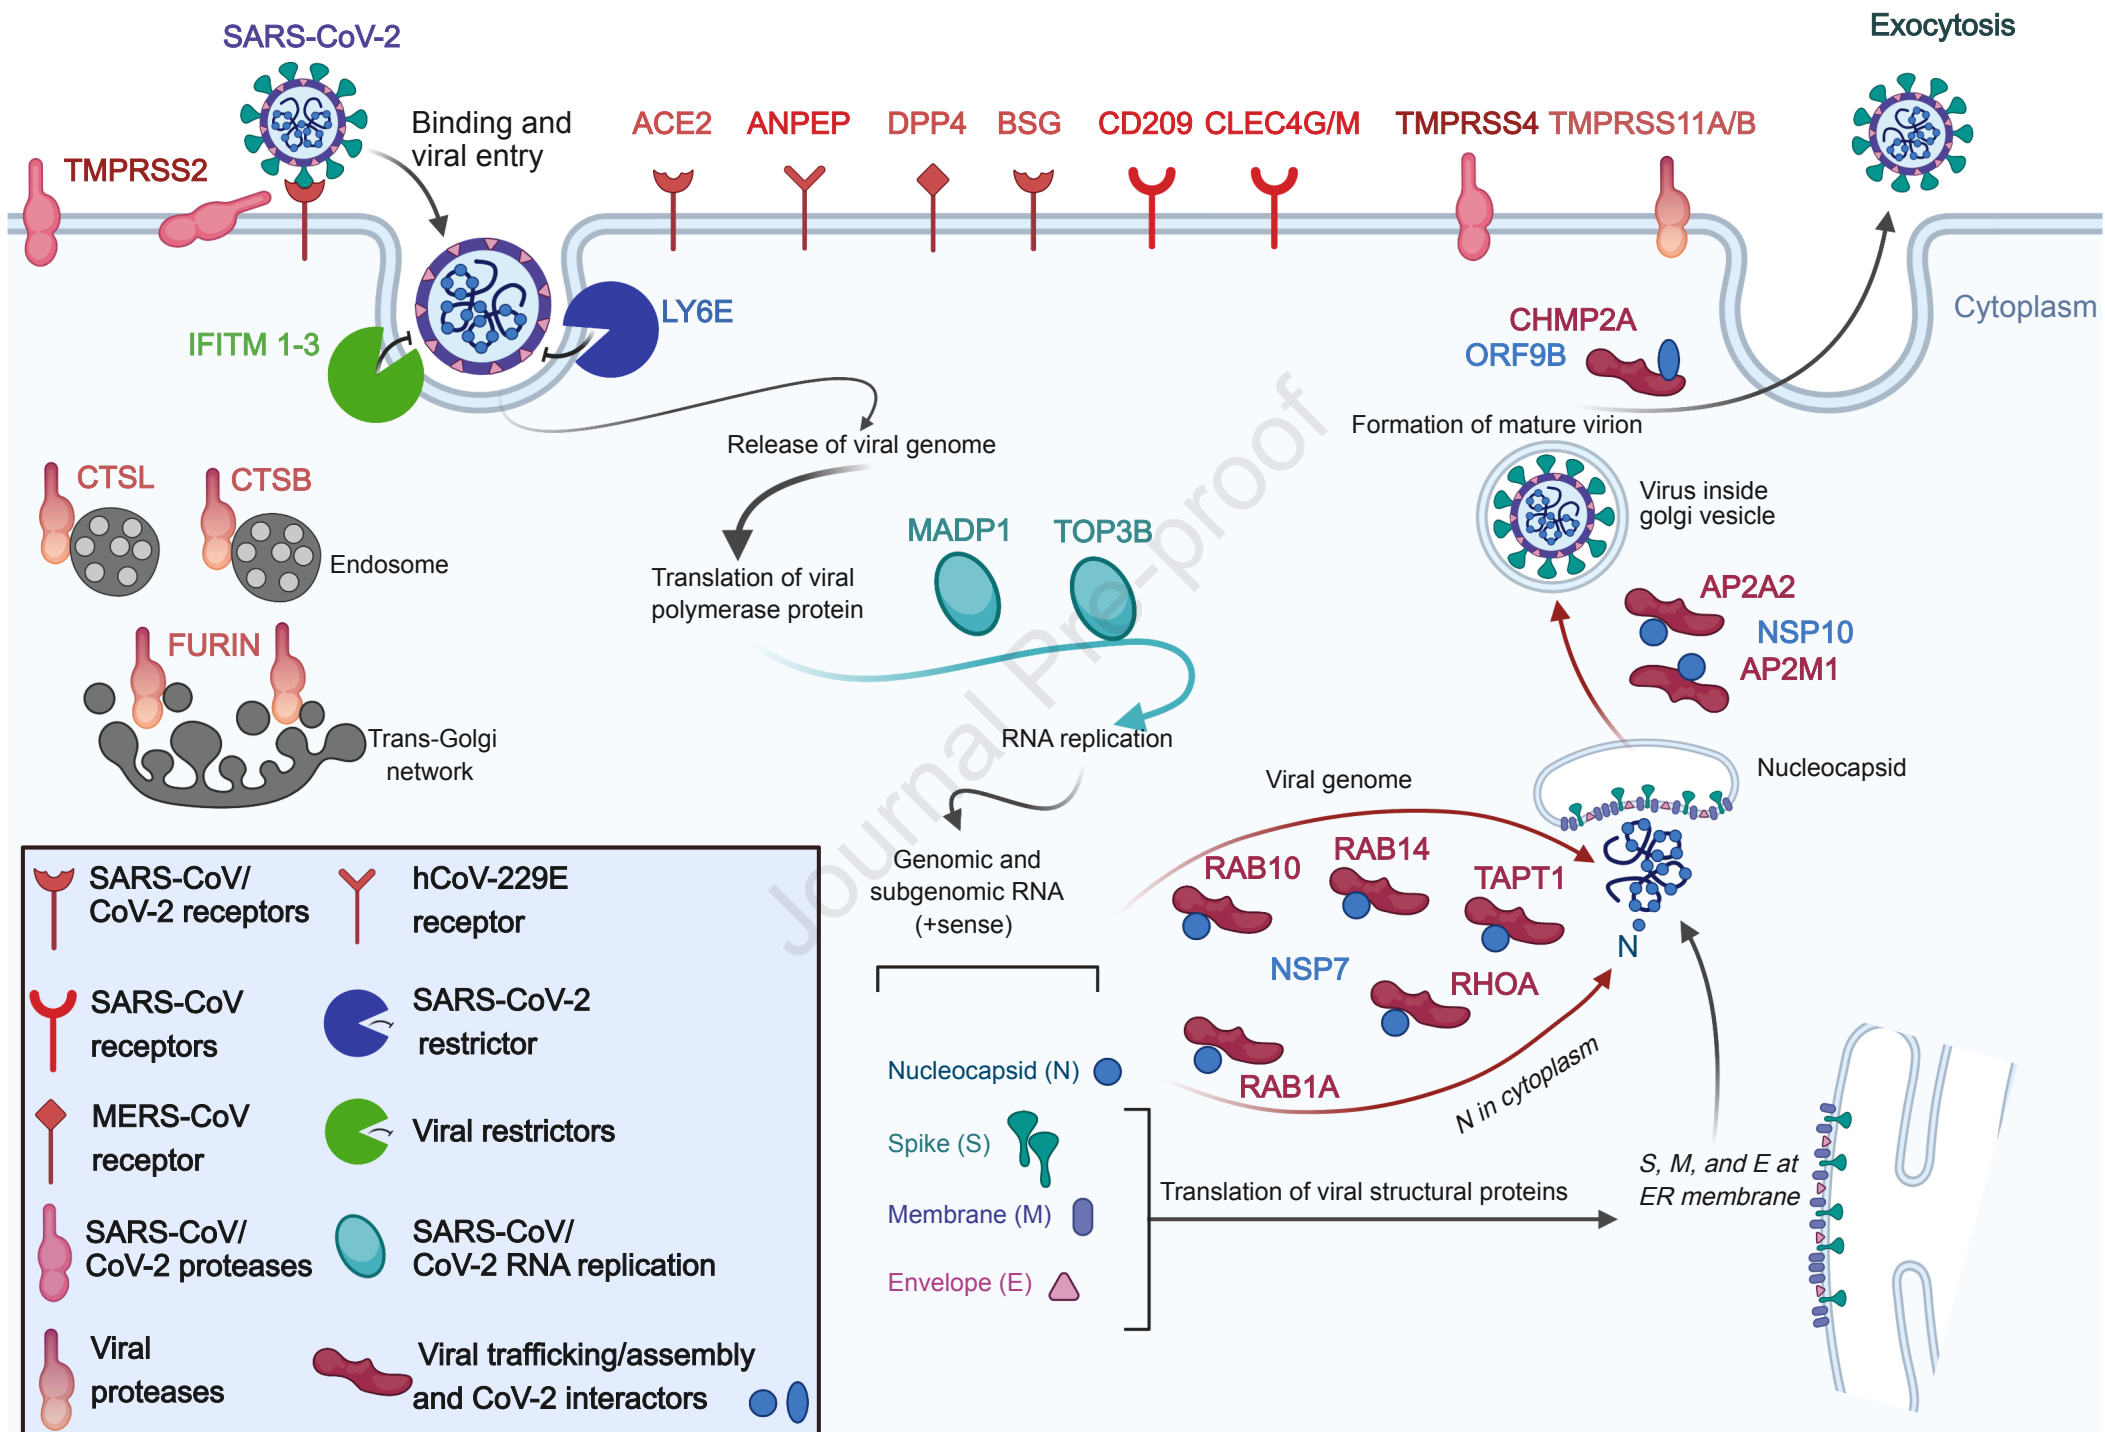 SARS-CoV-2
Exocytosis
Binding and
viral entry
TMPRSS2
ACE2
ANPEP
DPP4
BSG
CD209
CLEC4G/M
TMPRSS4
TMPRSS11A/B
Cytoplasm
LY6E
IFITM 1-3
CHMP2A
ORF9B
Formation of mature virion
Release of viral genome
Virus inside
golgi vesicle
CTSL
CTSB
Endosome
MADP1
TOP3B
Translation of viral
polymerase protein
AP2A2
NSP10
AP2M1
FURIN
Trans-Golgi
network
RNA replication
Nucleocapsid
Viral genome
Genomic and
subgenomic RNA
(+sense)
RAB10
RAB14
TAPT1
NSP7
RHOA
RAB1A
N
N in cytoplasm
Nucleocapsid (N)
Spike (S)
Membrane (M)
Envelope (E)
Translation of viral structural proteins
S, M, and E at
ER membrane
SARS-CoV/
CoV-2 receptors
hCoV-229E
receptor
SARS-CoV
receptors
SARS-CoV-2
restrictor
MERS-CoV
receptor
Viral restrictors
SARS-CoV/
CoV-2 proteases
SARS-CoV/
CoV-2 RNA replication
Viral
proteases
Viral trafficking/assembly
and CoV-2 interactors
Journal Pre-proof